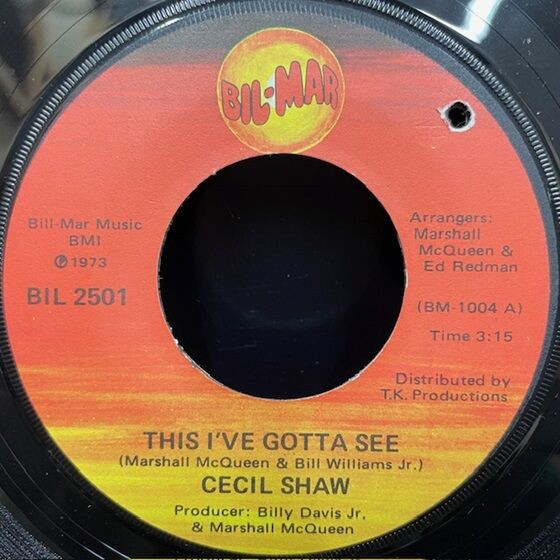 BIL-MAR
Bill-Mar Music
BMI
℗1973
BIL 2501
Arrangers:
Marshall
McQueen &
Ed Redman
(BM-1004 A)
Time 3:15
Distributed by
T.K. Productions
THIS I'VE GOTTA SEE
(Marshall McQueen & Bill Williams Jr.)
CECIL SHAW
Producer: Billy Davis Jr.
& Marshall McQueen